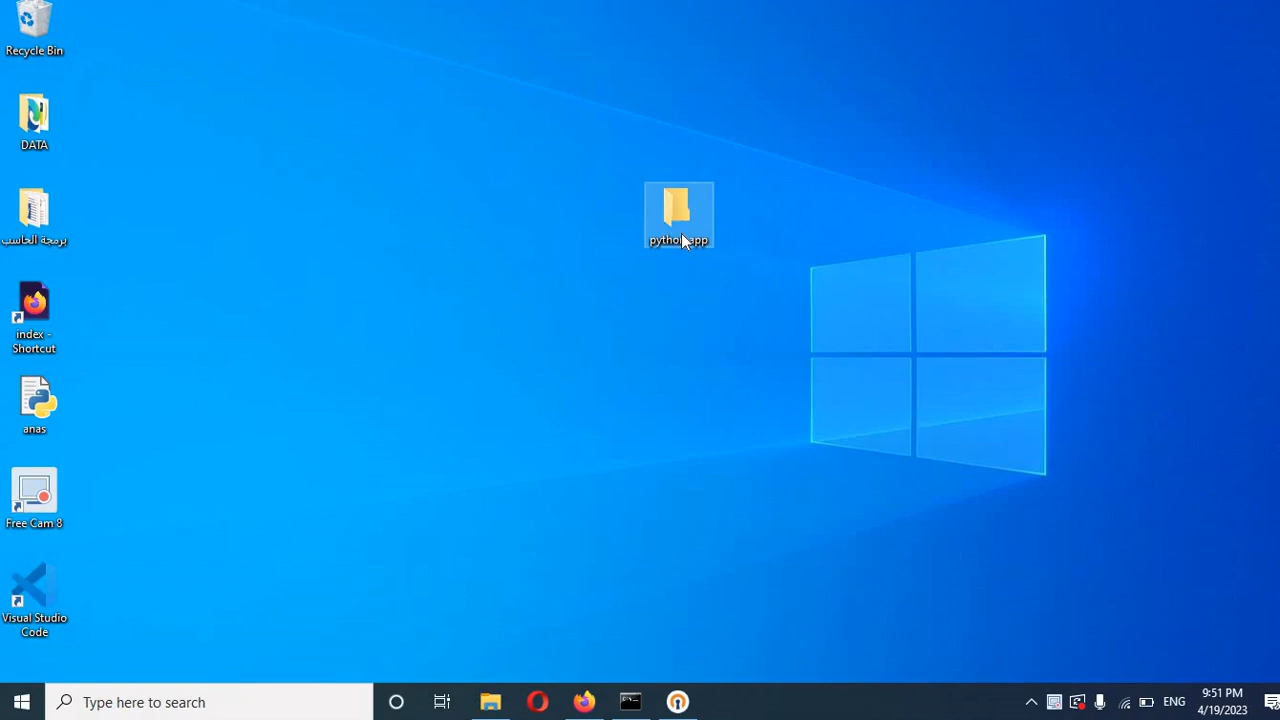 Recycle Bin
DATA
برمجة الحاسب
index -
Shortcut
anas
Free Cam 8
Visual Studio
Code
python app
Type here to search
ENG
9:51 PM
4/19/2023